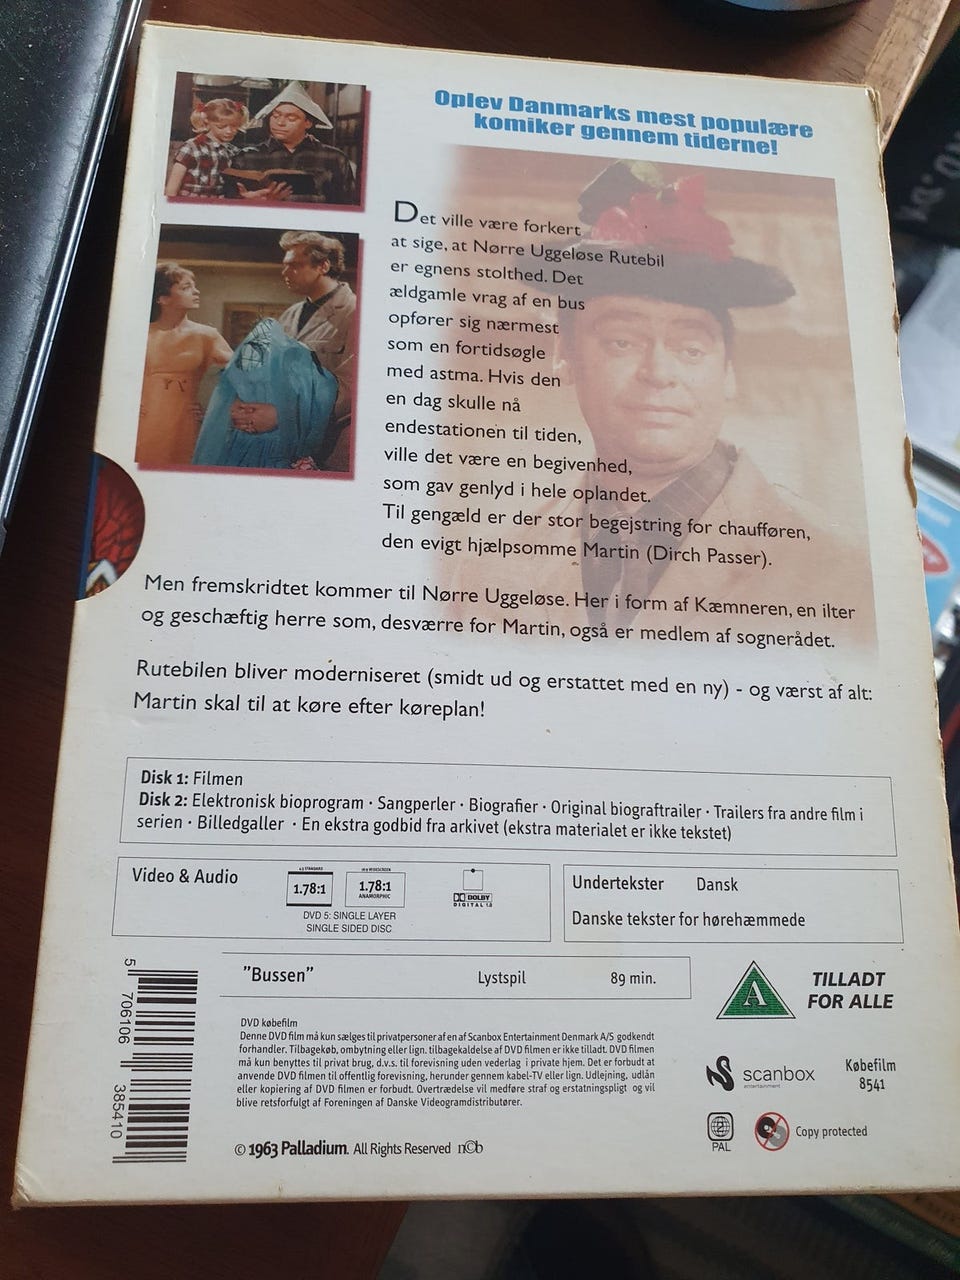 Oplev Danmarks mest populære
komiker gennem tiderne!
Det ville være forkert
at sige, at Nørre Uggeløse Rutebil
er egnens stolthed. Det
ældgamle vrag af en bus
opfører sig nærmest
som en fortidsøgle
med astma. Hvis den
en dag skulle nå
endestationen til tiden,
ville det være en begivenhed,
som gav genlyd i hele oplandet.
Til gengæld er der stor begejstring for chaufføren,
den evigt hjælpsomme Martin (Dirch Passer).
Men fremskridtet kommer til Nørre Uggeløse. Her i form af Kæmneren, en ilter
og geschæftig herre som, desværre for Martin, også er medlem af sognerådet.
Rutebilen bliver moderniseret (smidt ud og erstattet med en ny) - og værst af alt:
Martin skal til at køre efter køreplan!
Disk 1: Filmen
Disk 2: Elektronisk bioprogram · Sangperler · Biografier · Original biograftrailer · Trailers fra andre film i
serien · Billedgaller · En ekstra godbid fra arkivet (ekstra materialet er ikke tekstet)
Video & Audio
4:3 STANDARD
1.78:1
16:9 WIDESCREEN
1.78:1
ANAMORPHIC
DVD 5: SINGLE LAYER
SINGLE SIDED DISC
DOLBY
DIGITAL 1.0
Undertekster Dansk
Danske tekster for hørehæmmede
"Bussen" Lystspil 89 min.
A
TILLADT
FOR ALLE
DVD købefilm
Denne DVD film må kun sælges til privatpersoner af en af Scanbox Entertainment Denmark A/S godkendt
forhandler. Tilbagekøb, ombytning eller lign. tilbagekaldelse af DVD filmen er ikke tilladt. DVD filmen
må kun benyttes til privat brug, d.v.s. til forevisning uden vederlag i private hjem. Det er forbudt at
anvende DVD filmen til offentlig forevisning, herunder gennem kabel-TV eller lign. Udlejning, udlån
eller kopiering af DVD filmen er forbudt. Overtrædelse vil medføre straf og erstatningspligt og vil
blive retsforfulgt af Foreningen af Danske Videogramdistributører.
© 1963 Palladium. All Rights Reserved ncb
scanbox
entertainment
Købefilm
8541
2
PAL
Copy protected
5 706106 385410